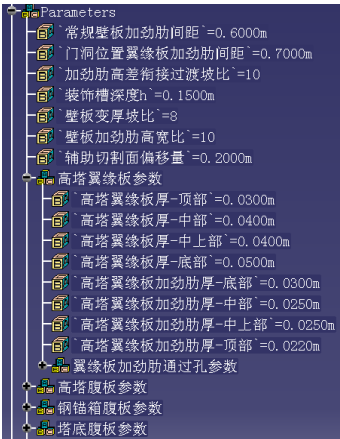 Parameters
`常规壁板加劲肋间距`=0.6000m
`门洞位置翼缘板加劲肋间距`=0.7000m
`加劲肋高差衔接过渡坡比`=10
`装饰槽深度h`=0.1500m
`壁板变厚坡比`=8
`壁板加劲肋高宽比`=10
`辅助切割面偏移量`=0.2000m
高塔翼缘板参数
`高塔翼缘板厚-顶部`=0.0300m
`高塔翼缘板厚-中部`=0.0400m
`高塔翼缘板厚-中上部`=0.0400m
`高塔翼缘板厚-底部`=0.0500m
`高塔翼缘板加劲肋厚-底部`=0.0300m
`高塔翼缘板加劲肋厚-中部`=0.0250m
`高塔翼缘板加劲肋厚-中上部`=0.0250m
`高塔翼缘板加劲肋厚-顶部`=0.0220m
翼缘板加劲肋通过孔参数
高塔腹板参数
钢锚箱腹板参数
塔底腹板参数